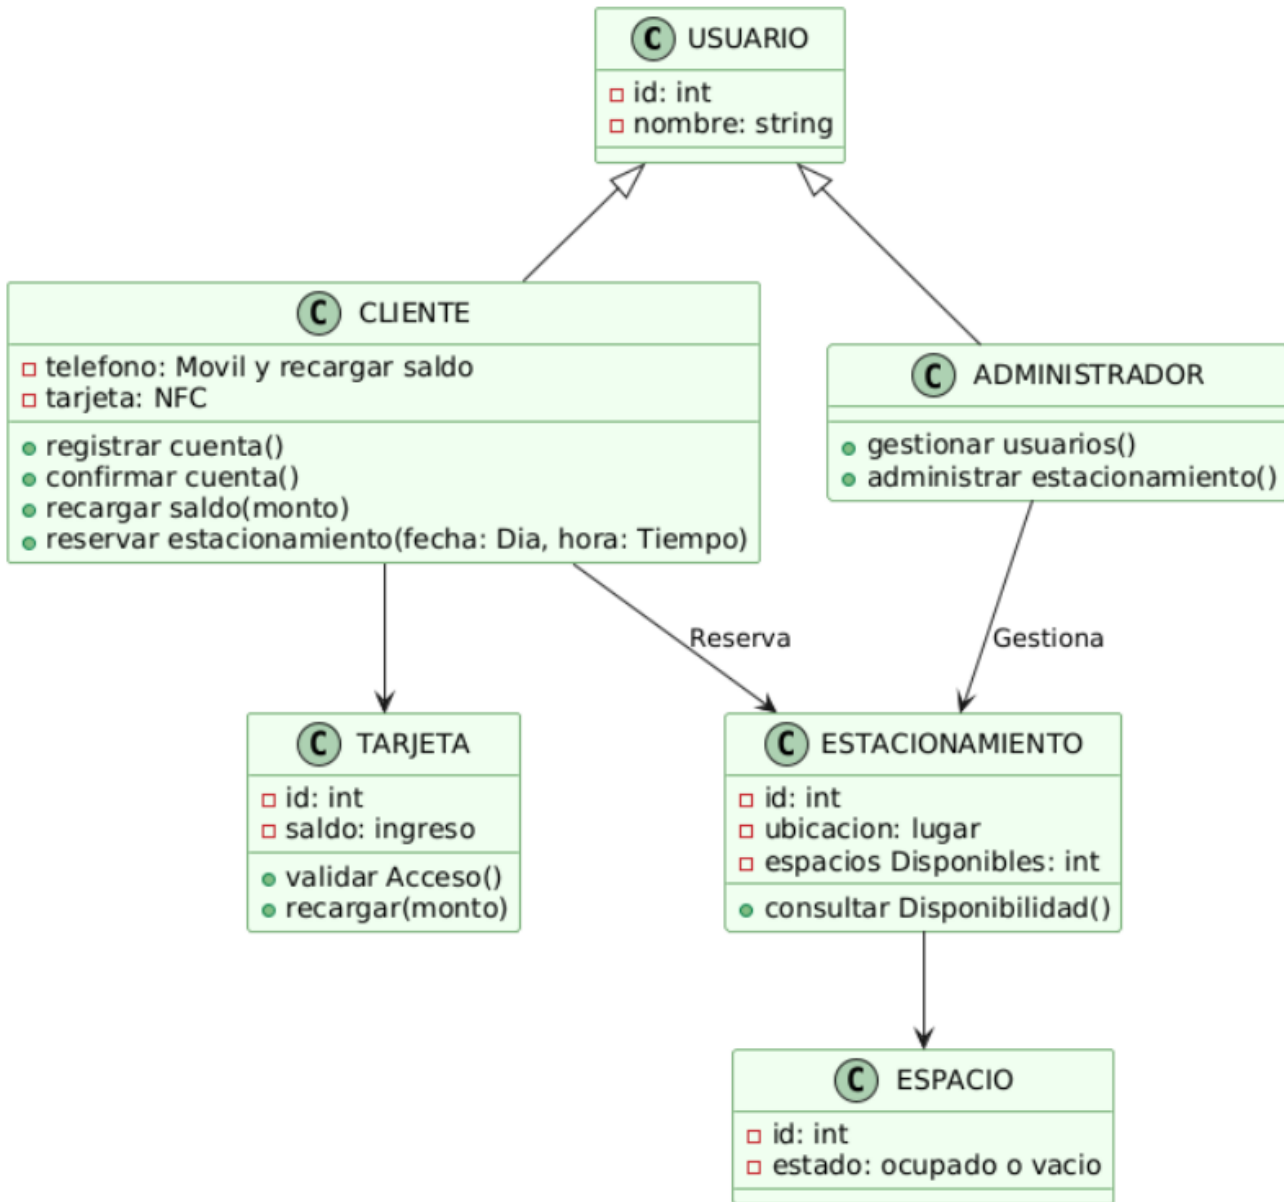 C USUARIO
id: int
nombre: string
C CLIENTE
telefono: Movil y recargar saldo
tarjeta: NFC
registrar cuenta()
confirmar cuenta()
recargar saldo(monto)
reservar estacionamiento(fecha: Dia, hora: Tiempo)
C ADMINISTRADOR
gestionar usuarios()
administrar estacionamiento()
Reserva
Gestiona
C TARJETA
id: int
saldo: ingreso
validar Acceso()
recargar(monto)
C ESTACIONAMIENTO
id: int
ubicacion: lugar
espacios Disponibles: int
consultar Disponibilidad()
C ESPACIO
id: int
estado: ocupado o vacio